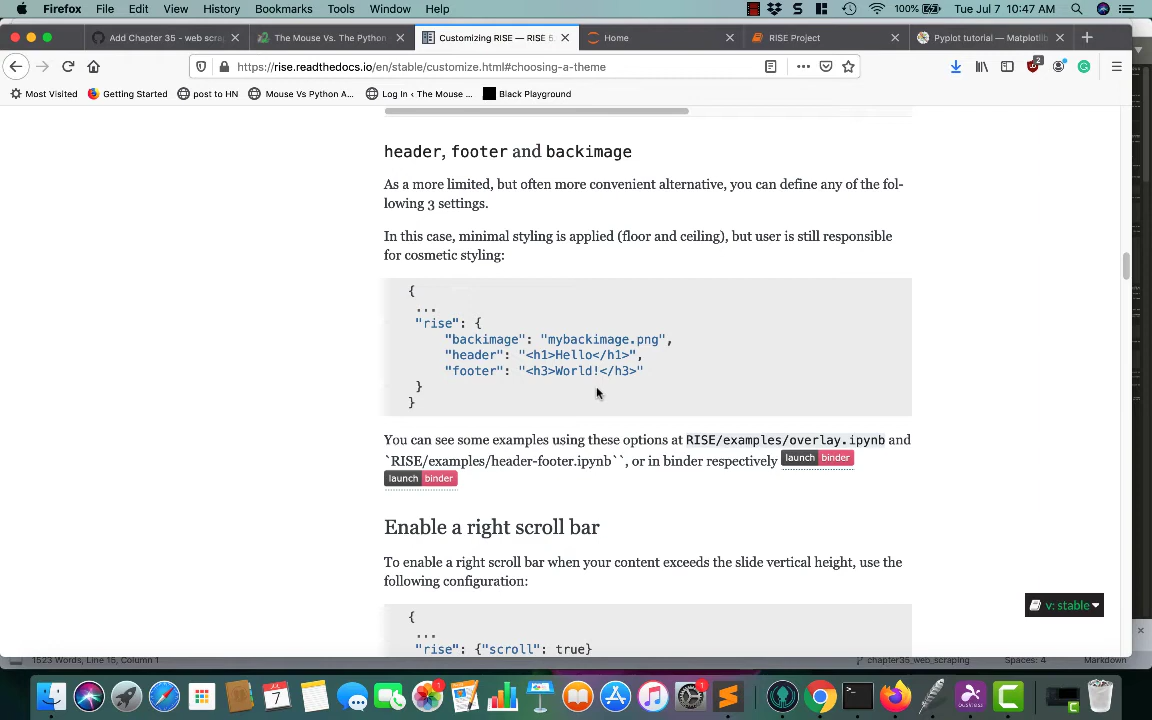 Firefox File Edit View History Bookmarks Tools Window Help 100% Tue Jul 7 10:47 AM
Add Chapter 35 - web scra The Mouse Vs. The Python Customizing RISE — RISE 5. Home RISE Project Pyplot tutorial — Matplotlib
https://rise.readthedocs.io/en/stable/customize.html#choosing-a-theme 2
Most Visited Getting Started post to HN Mouse Vs Python A... Log In ‹ The Mouse ... Black Playground
header, footer and backimage
As a more limited, but often more convenient alternative, you can define any of the fol-
lowing 3 settings.
In this case, minimal styling is applied (floor and ceiling), but user is still responsible
for cosmetic styling:
{
...
"rise": {
"backimage": "mybackimage.png",
"header": "<h1>Hello</h1>",
"footer": "<h3>World!</h3>"
}
}
You can see some examples using these options at RISE/examples/overlay.ipynb and
`RISE/examples/header-footer.ipynb``, or in binder respectively launch binder
launch binder
Enable a right scroll bar
To enable a right scroll bar when your content exceeds the slide vertical height, use the
following configuration:
{
...
"rise": {"scroll": true}
v: stable
1523 Words, Line 15, Column 1 chapter35_web_scraping Spaces: 4 Markdown
7 1 1